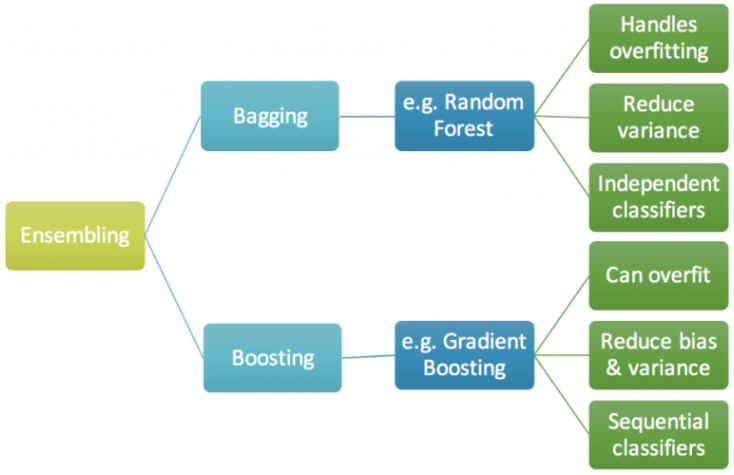 Ensembling
Bagging
e.g. Random
Forest
Handles
overfitting
Reduce
variance
Independent
classifiers
Boosting
e.g. Gradient
Boosting
Can overfit
Reduce bias
& variance
Sequential
classifiers